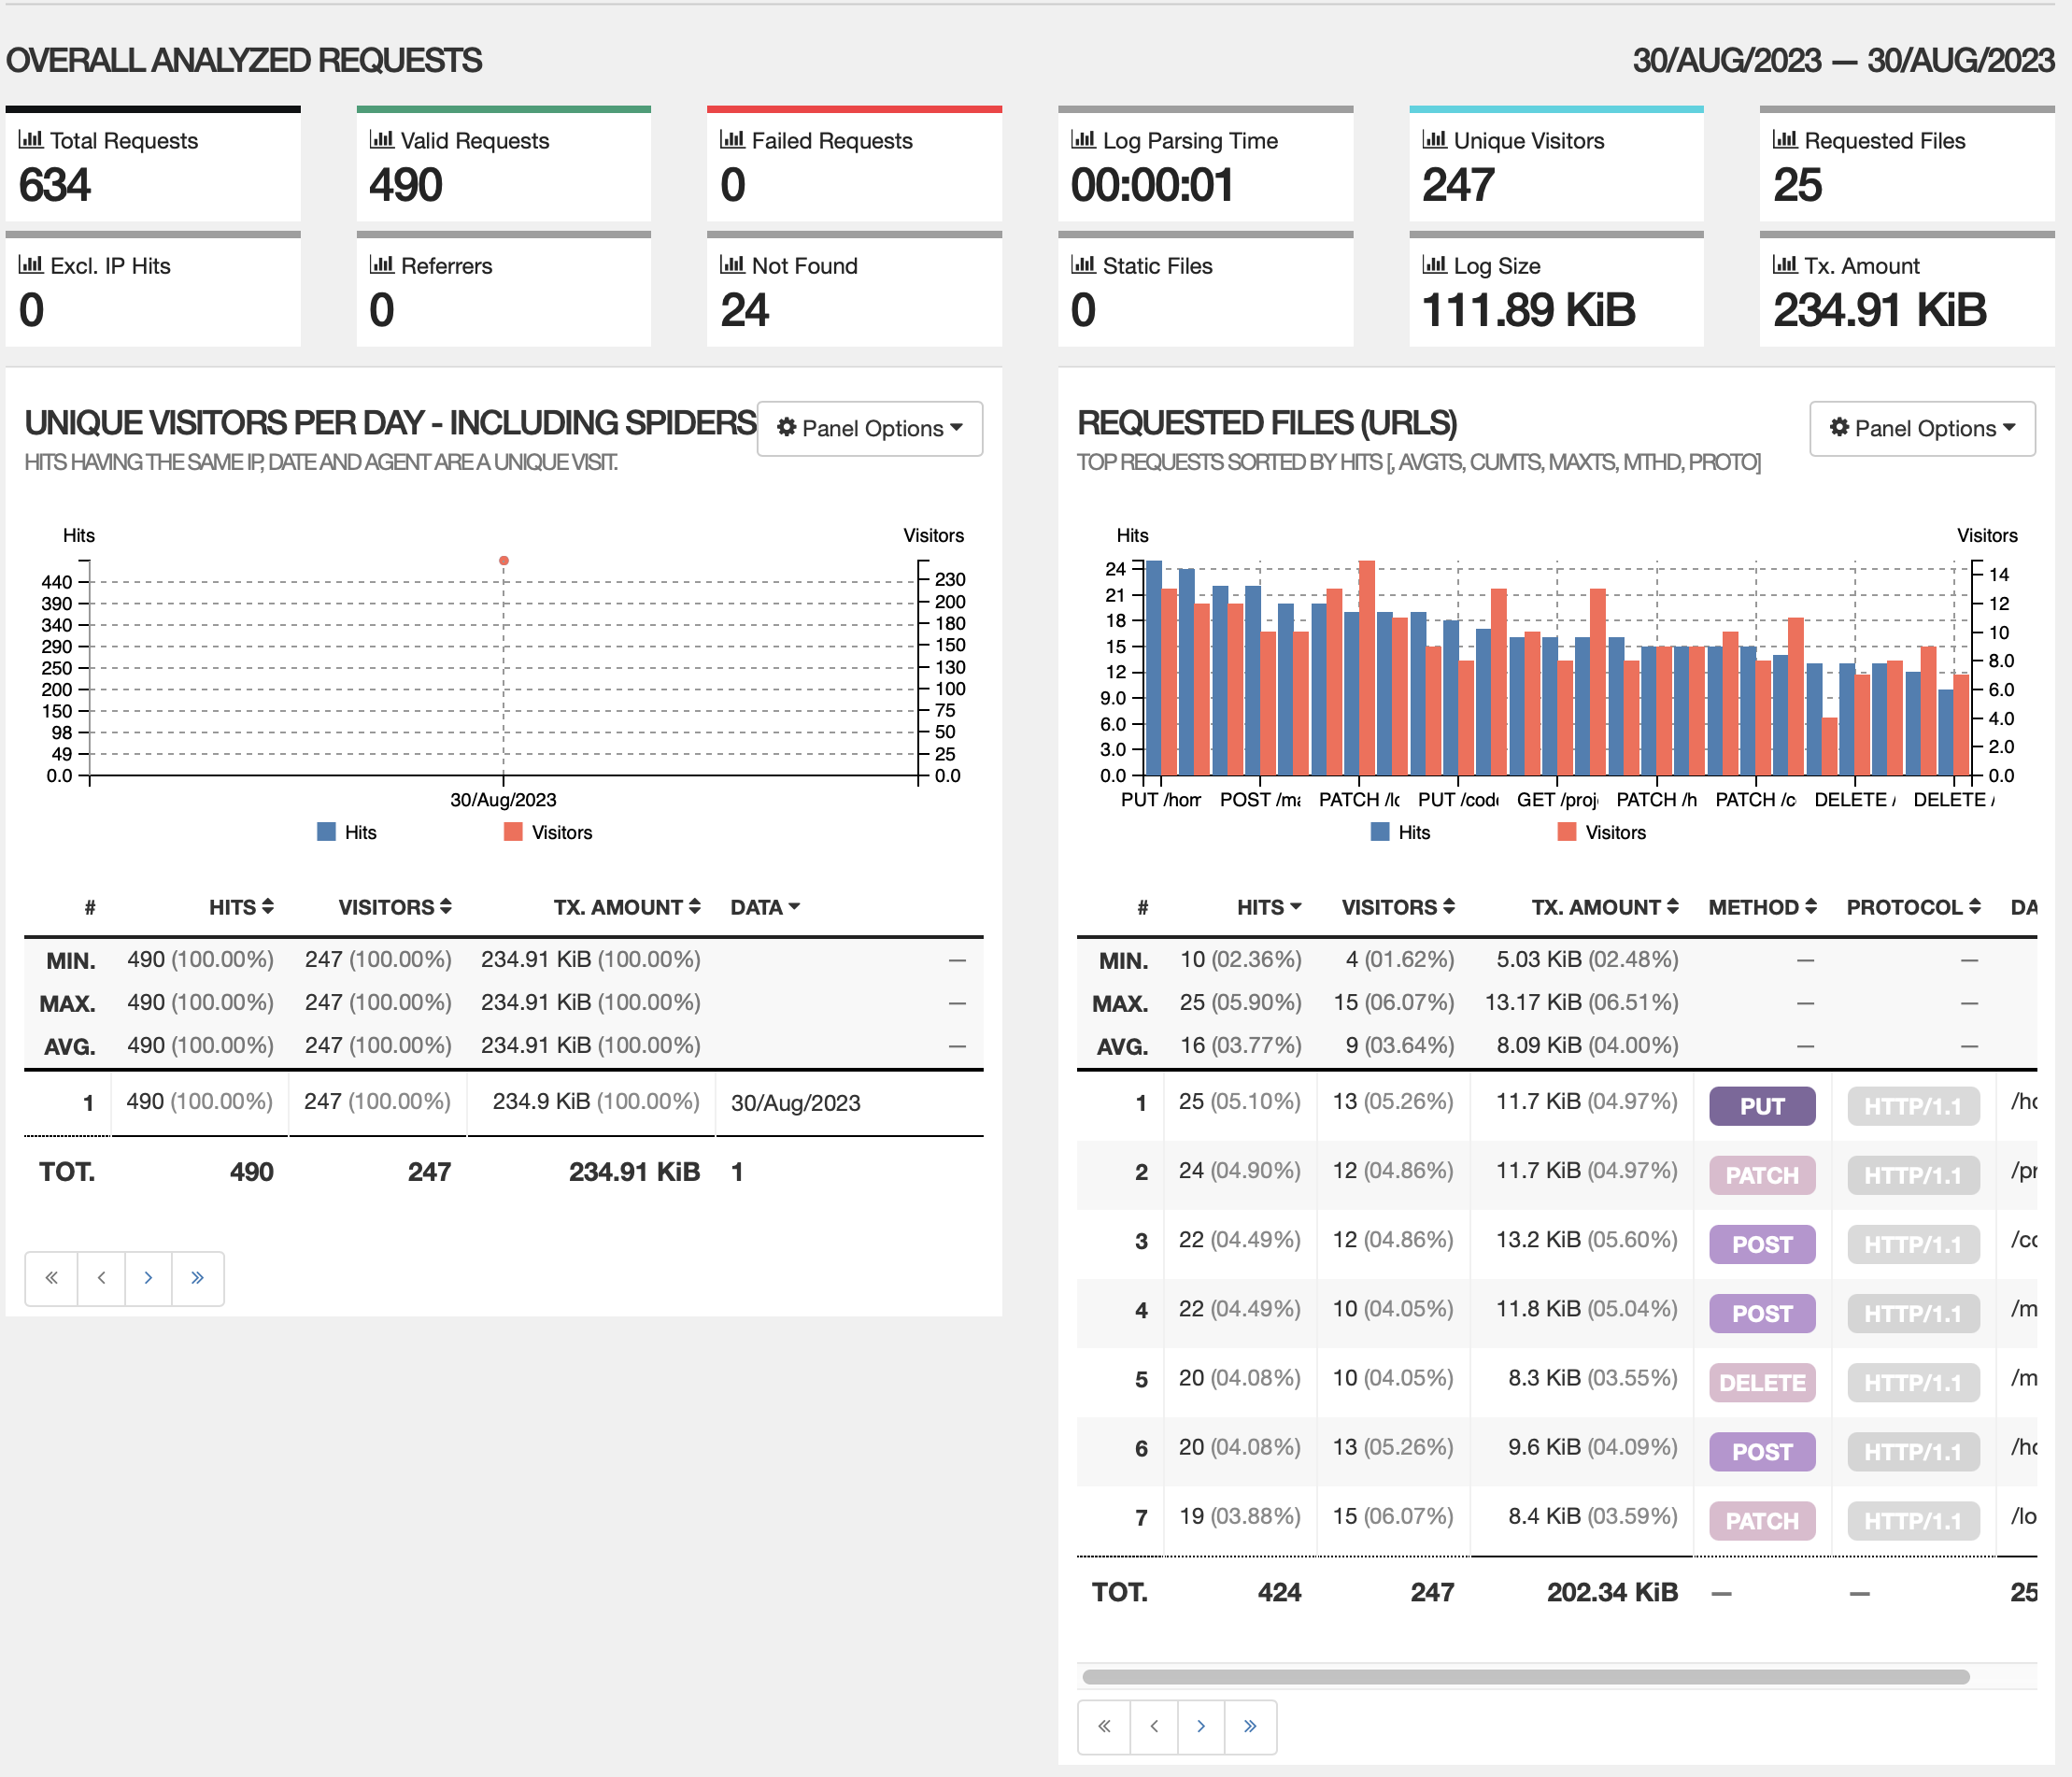 OVERALL ANALYZED REQUESTS
30/AUG/2023 — 30/AUG/2023
Total Requests
634
Valid Requests
490
Failed Requests
0
Log Parsing Time
00:00:01
Unique Visitors
247
Requested Files
25
Excl. IP Hits
0
Referrers
0
Not Found
24
Static Files
0
Log Size
111.89 KiB
Tx. Amount
234.91 KiB
UNIQUE VISITORS PER DAY - INCLUDING SPIDERS
Panel Options
HITS HAVING THE SAME IP, DATE AND AGENT ARE A UNIQUE VISIT.
Hits Visitors
440 230
390 200
340 180
290 150
250 130
200 100
150 75
98 50
49 25
0.0 0.0
30/Aug/2023
Hits Visitors
# HITS VISITORS TX. AMOUNT DATA
MIN. 490 (100.00%) 247 (100.00%) 234.91 KiB (100.00%) —
MAX. 490 (100.00%) 247 (100.00%) 234.91 KiB (100.00%) —
AVG. 490 (100.00%) 247 (100.00%) 234.91 KiB (100.00%) —
1 490 (100.00%) 247 (100.00%) 234.9 KiB (100.00%) 30/Aug/2023
TOT. 490 247 234.91 KiB 1
« ‹ › »
REQUESTED FILES (URLS)
Panel Options
TOP REQUESTS SORTED BY HITS [, AVGTS, CUMTS, MAXTS, MTHD, PROTO]
Hits Visitors
24 14
21 12
18 10
15 8.0
12 6.0
9.0 4.0
6.0 2.0
3.0 0.0
0.0
PUT /hom POST /ma PATCH /lo PUT /code GET /proj PATCH /h PATCH /c DELETE / DELETE /
Hits Visitors
# HITS VISITORS TX. AMOUNT METHOD PROTOCOL DA
MIN. 10 (02.36%) 4 (01.62%) 5.03 KiB (02.48%) — —
MAX. 25 (05.90%) 15 (06.07%) 13.17 KiB (06.51%) — —
AVG. 16 (03.77%) 9 (03.64%) 8.09 KiB (04.00%) — —
1 25 (05.10%) 13 (05.26%) 11.7 KiB (04.97%) PUT HTTP/1.1 /ho
2 24 (04.90%) 12 (04.86%) 11.7 KiB (04.97%) PATCH HTTP/1.1 /pr
3 22 (04.49%) 12 (04.86%) 13.2 KiB (05.60%) POST HTTP/1.1 /co
4 22 (04.49%) 10 (04.05%) 11.8 KiB (05.04%) POST HTTP/1.1 /m
5 20 (04.08%) 10 (04.05%) 8.3 KiB (03.55%) DELETE HTTP/1.1 /m
6 20 (04.08%) 13 (05.26%) 9.6 KiB (04.09%) POST HTTP/1.1 /ho
7 19 (03.88%) 15 (06.07%) 8.4 KiB (03.59%) PATCH HTTP/1.1 /lo
TOT. 424 247 202.34 KiB — — 25
« ‹ › »